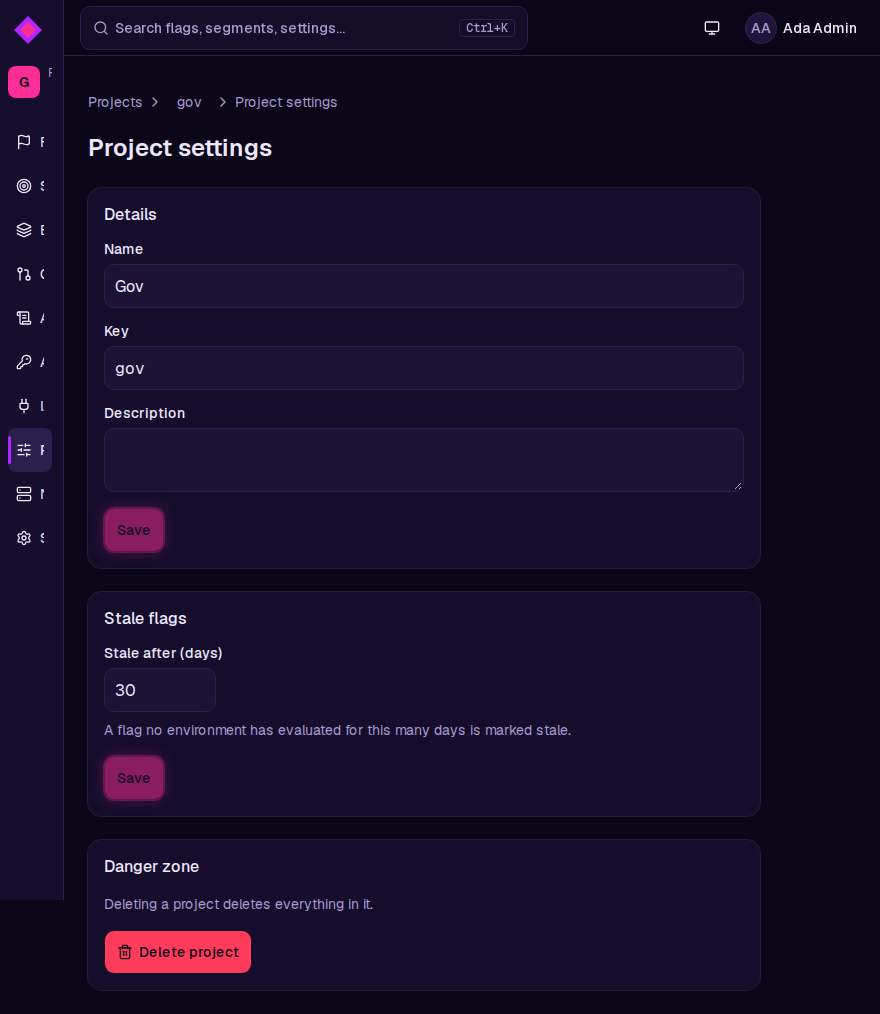 Search flags, segments, settings...
Ctrl+K
AA
Ada Admin
G
Projects
gov
Project settings
Project settings
Details
Name
Gov
Key
gov
Description
Save
Stale flags
Stale after (days)
30
A flag no environment has evaluated for this many days is marked stale.
Save
Danger zone
Deleting a project deletes everything in it.
Delete project